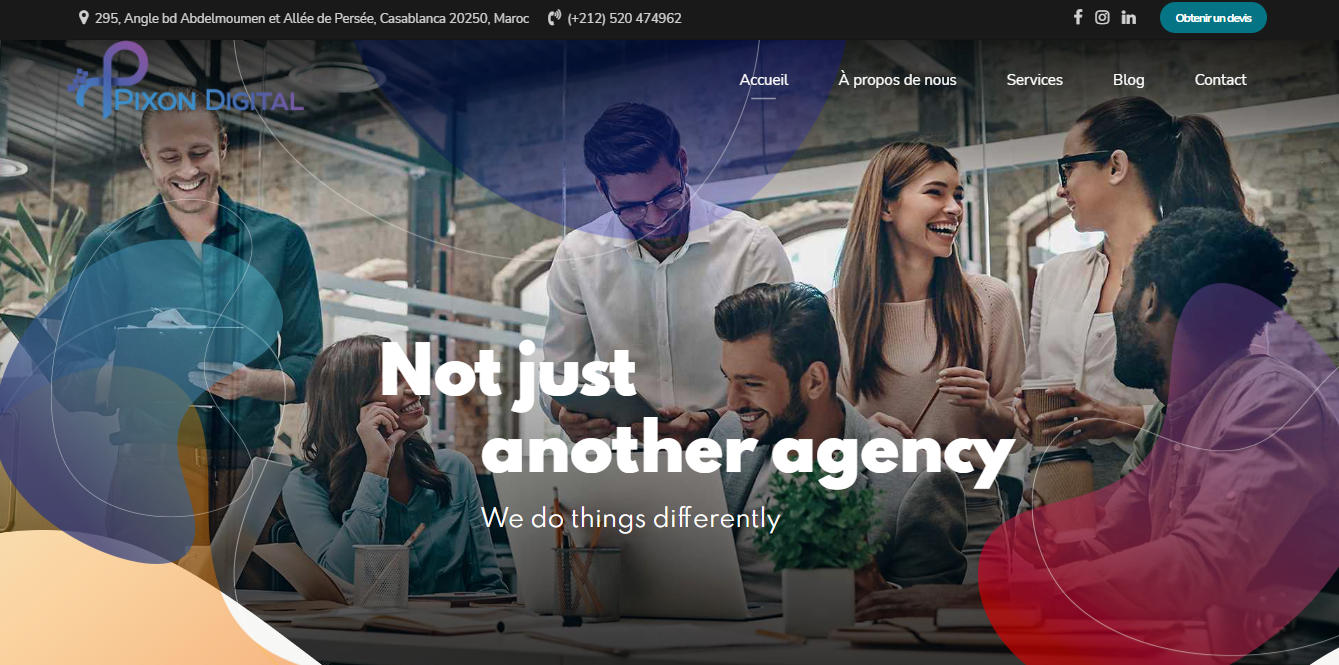 295, Angle bd Abdelmoumen et Allée de Persée, Casablanca 20250, Maroc (+212) 520 474962
Obtenir un devis
PIXON DIGITAL
Accueil À propos de nous Services Blog Contact
Not just
another agency
We do things differently